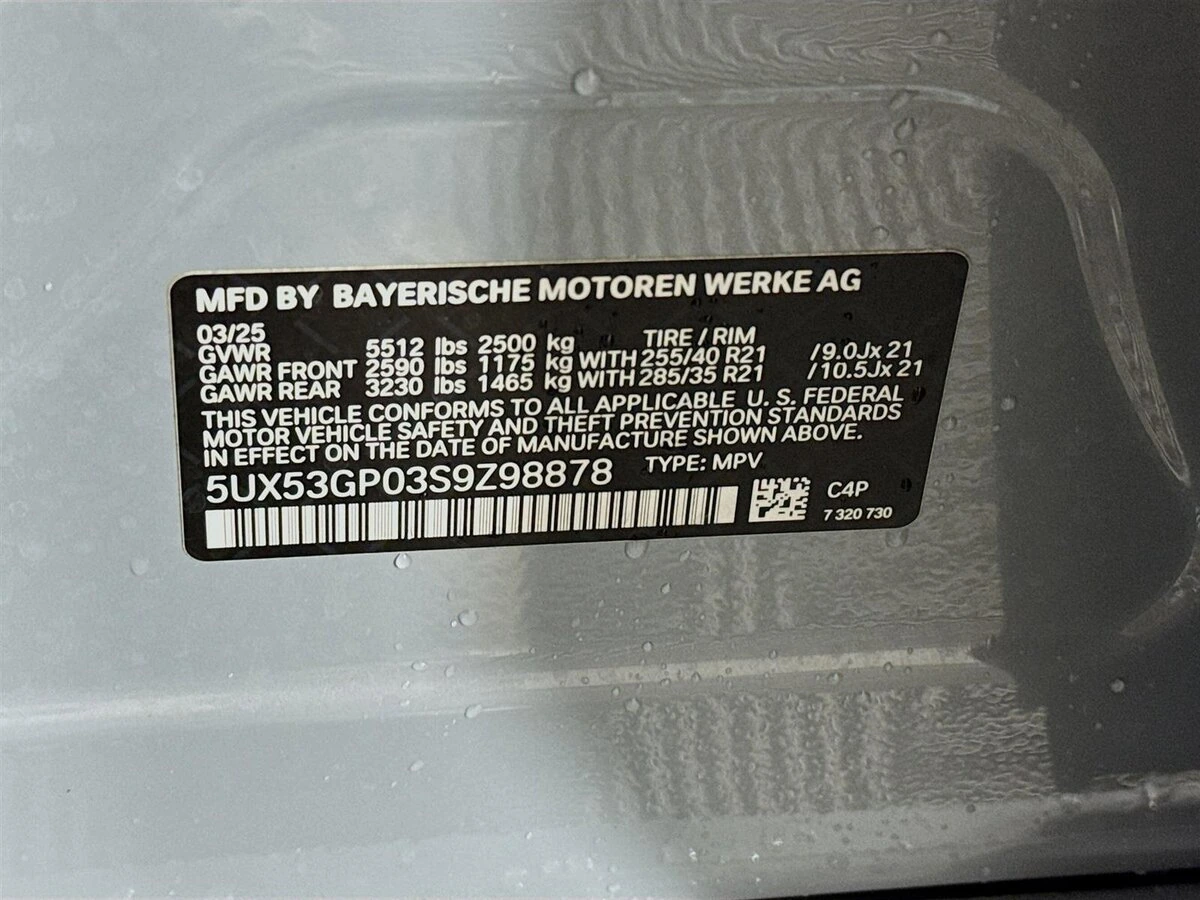 MFD BY BAYERISCHE MOTOREN WERKE AG
03/25 TIRE / RIM
GVWR 5512 lbs 2500 kg
GAWR FRONT 2590 lbs 1175 kg WITH 255/40 R21 /9.0Jx 21
GAWR REAR 3230 lbs 1465 kg WITH 285/35 R21 /10.5Jx 21
THIS VEHICLE CONFORMS TO ALL APPLICABLE U. S. FEDERAL
MOTOR VEHICLE SAFETY AND THEFT PREVENTION STANDARDS
IN EFFECT ON THE DATE OF MANUFACTURE SHOWN ABOVE.
5UX53GP03S9Z98878 TYPE: MPV
C4P
7 320 730